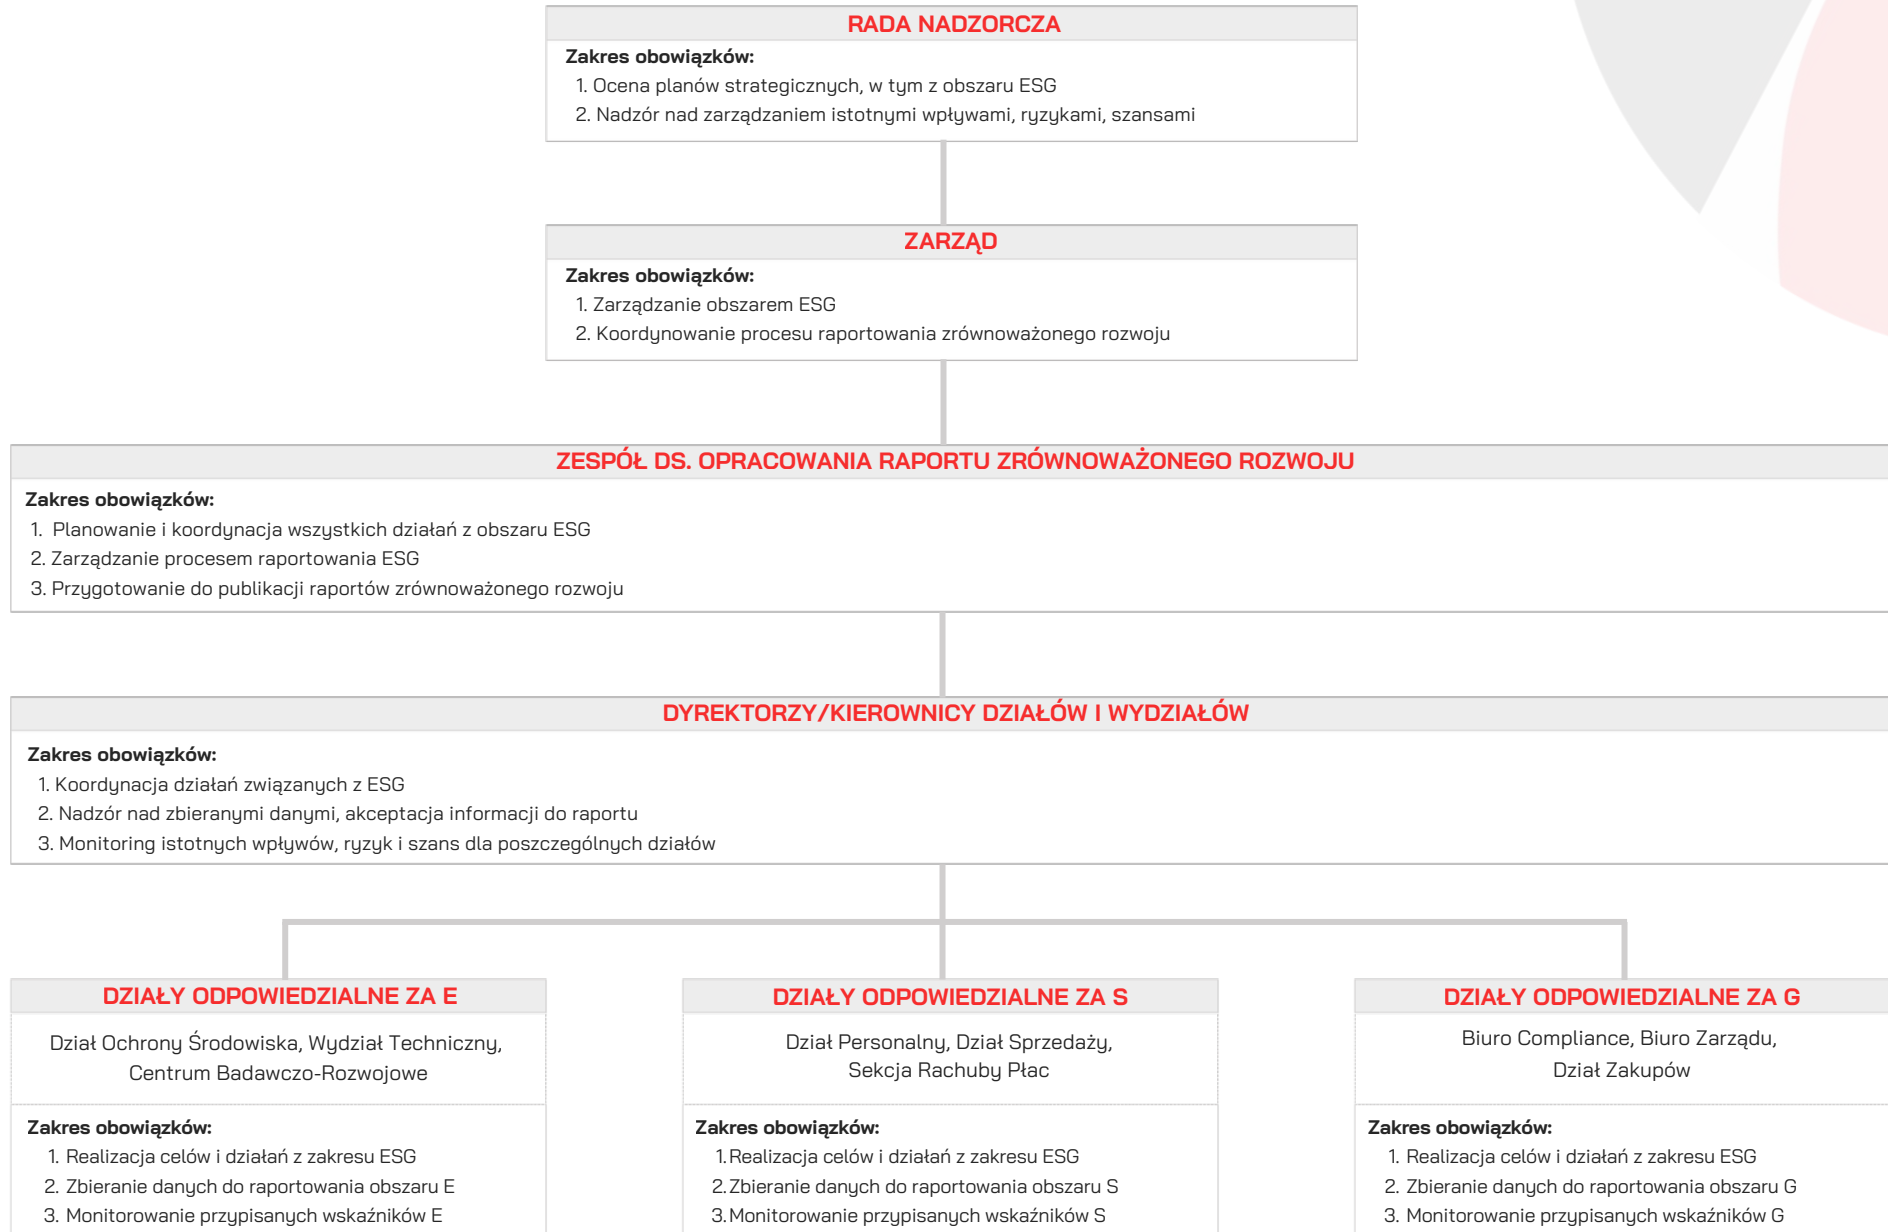 RADA NADZORCZA
Zakres obowiązków:
1. Ocena planów strategicznych, w tym z obszaru ESG
2. Nadzór nad zarządzaniem istotnymi wpływami, ryzykami, szansami
ZARZĄD
Zakres obowiązków:
1. Zarządzanie obszarem ESG
2. Koordynowanie procesu raportowania zrównoważonego rozwoju
ZESPÓŁ DS. OPRACOWANIA RAPORTU ZRÓWNOWAŻONEGO ROZWOJU
Zakres obowiązków:
1. Planowanie i koordynacja wszystkich działań z obszaru ESG
2. Zarządzanie procesem raportowania ESG
3. Przygotowanie do publikacji raportów zrównoważonego rozwoju
DYREKTORZY/KIEROWNICY DZIAŁÓW I WYDZIAŁÓW
Zakres obowiązków:
1. Koordynacja działań związanych z ESG
2. Nadzór nad zbieranymi danymi, akceptacja informacji do raportu
3. Monitoring istotnych wpływów, ryzyk i szans dla poszczególnych działów
DZIAŁY ODPOWIEDZIALNE ZA E
Dział Ochrony Środowiska, Wydział Techniczny,
Centrum Badawczo-Rozwojowe
Zakres obowiązków:
1. Realizacja celów i działań z zakresu ESG
2. Zbieranie danych do raportowania obszaru E
3. Monitorowanie przypisanych wskaźników E
DZIAŁY ODPOWIEDZIALNE ZA S
Dział Personalny, Dział Sprzedaży,
Sekcja Rachuby Płac
Zakres obowiązków:
1.Realizacja celów i działań z zakresu ESG
2.Zbieranie danych do raportowania obszaru S
3.Monitorowanie przypisanych wskaźników S
DZIAŁY ODPOWIEDZIALNE ZA G
Biuro Compliance, Biuro Zarządu,
Dział Zakupów
Zakres obowiązków:
1. Realizacja celów i działań z zakresu ESG
2. Zbieranie danych do raportowania obszaru G
3. Monitorowanie przypisanych wskaźników G